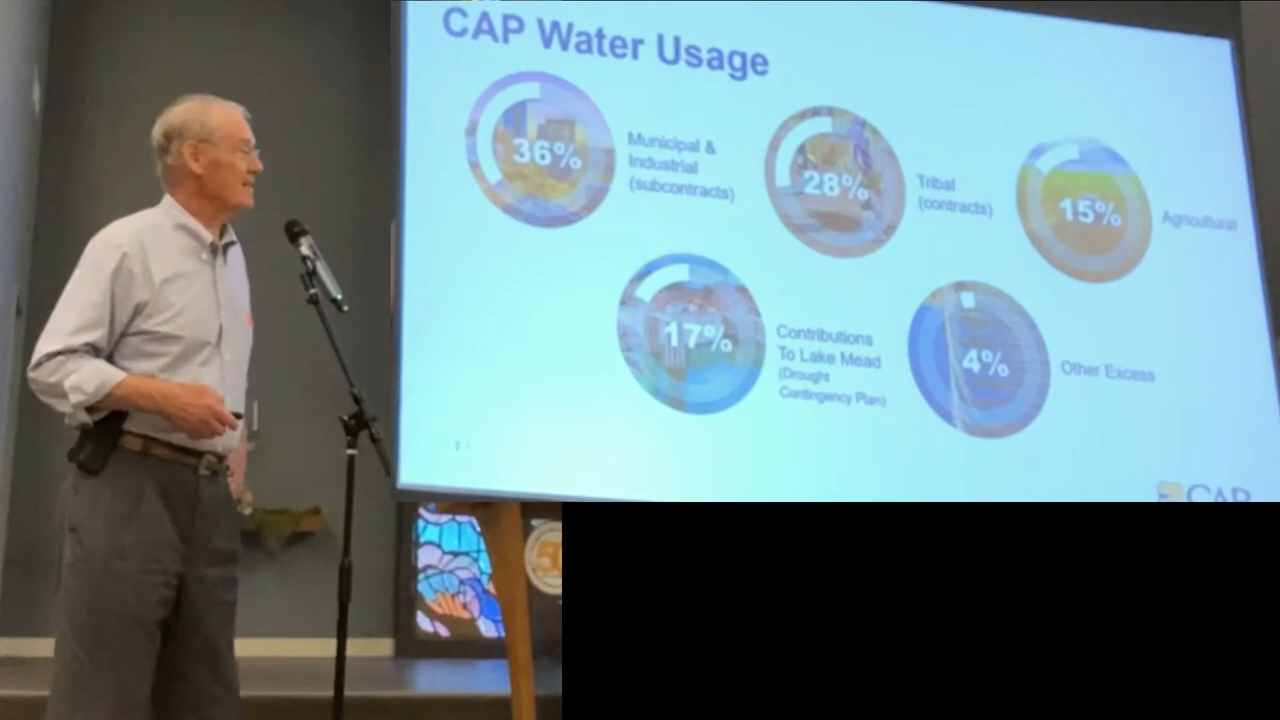 CAP Water Usage
36%
Municipal &
Industrial
(subcontracts)
28%
Tribal
(contracts)
15%
Agricultural
17%
Contributions
To Lake Mead
(Drought
Contingency Plan)
4%
Other Excess
7
CAP